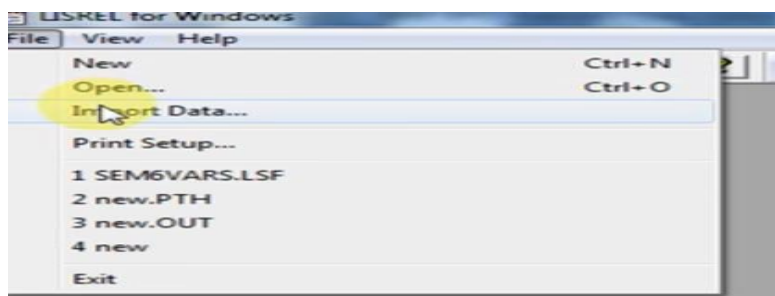 LISREL for Windows
File View Help
New Ctrl+N
Open... Ctrl+O
Import Data...
Print Setup...
1 SEM6VARS.LSF
2 new.PTH
3 new.OUT
4 new
Exit